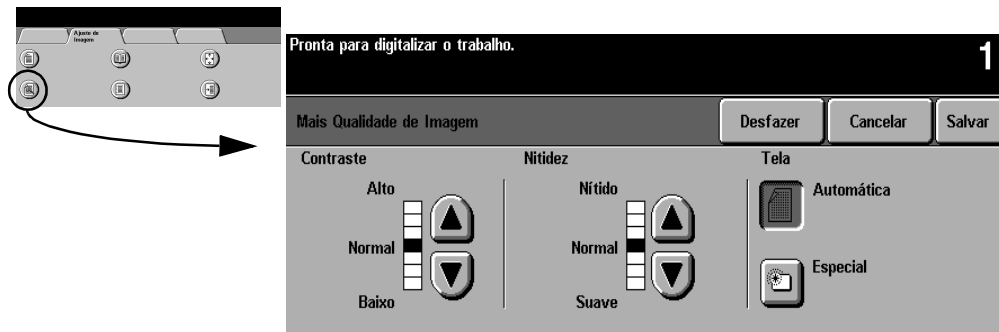 Ajuste de
Imagem
Pronta para digitalizar o trabalho.
1
Mais Qualidade de Imagem
Desfazer
Cancelar
Salvar
Contraste
Alto
Normal
Baixo
Nitidez
Nítido
Normal
Suave
Tela
Automática
Especial